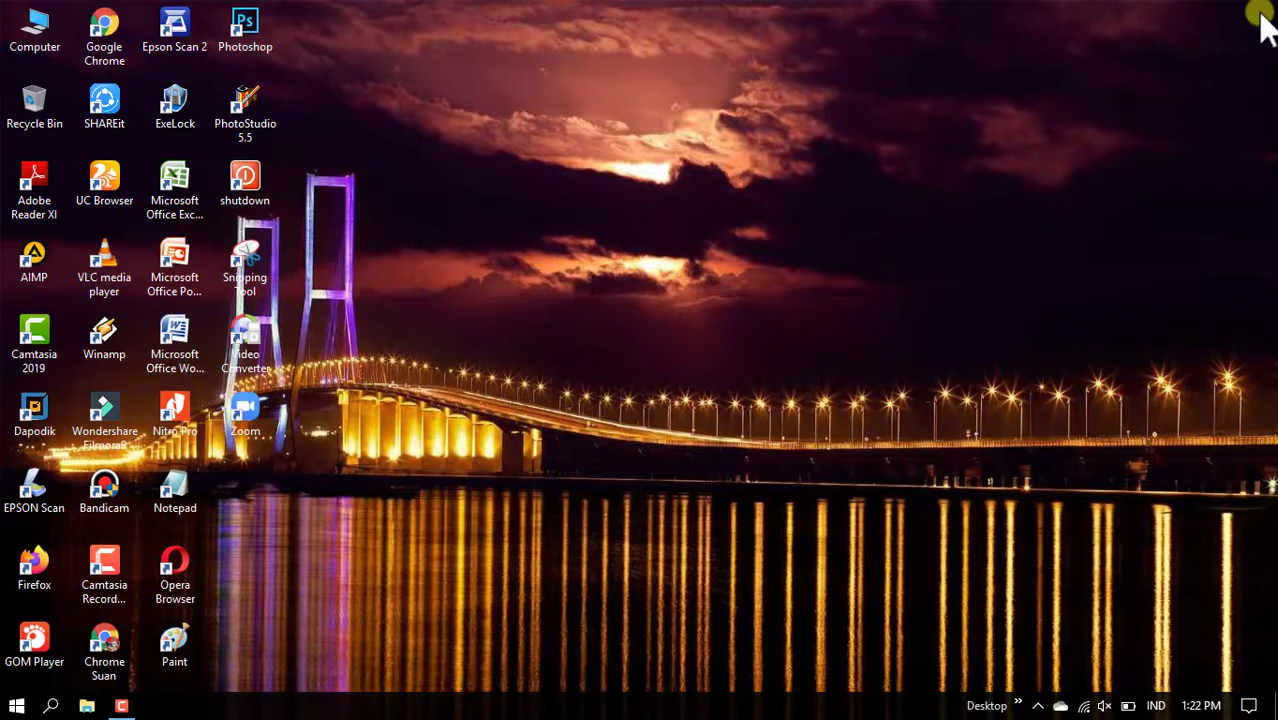 Computer
Google
Chrome
Epson Scan 2
Ps
Photoshop
Recycle Bin
SHAREit
ExeLock
PhotoStudio
5.5
Adobe
Reader XI
UC Browser
Microsoft
Office Exc...
shutdown
AIMP
VLC media
player
Microsoft
Office Po...
Snipping
Tool
Camtasia
2019
Winamp
Microsoft
Office Wo...
Video
Converter
Dapodik
Wondershare
Filmora9
Nitro Pro
Zoom
EPSON Scan
Bandicam
Notepad
Firefox
Camtasia
Record...
Opera
Browser
GOM Player
Chrome
Suan
Paint
Desktop
IND
1:22 PM